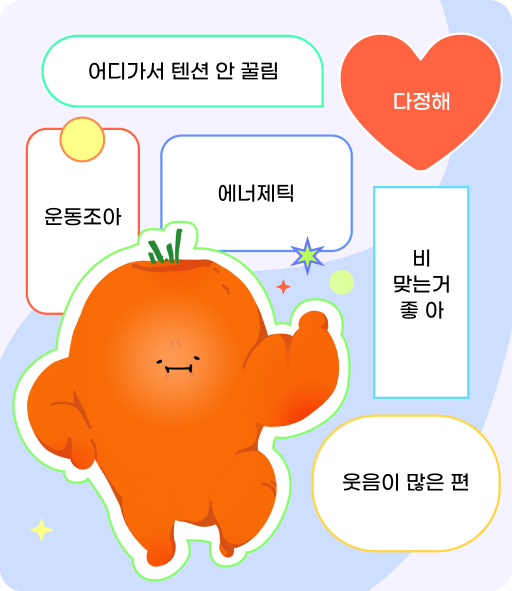 어디가서 텐션 안 꿀림
다정해
에너제틱
운동조아
비
맞는거
좋 아
웃음이 많은 편